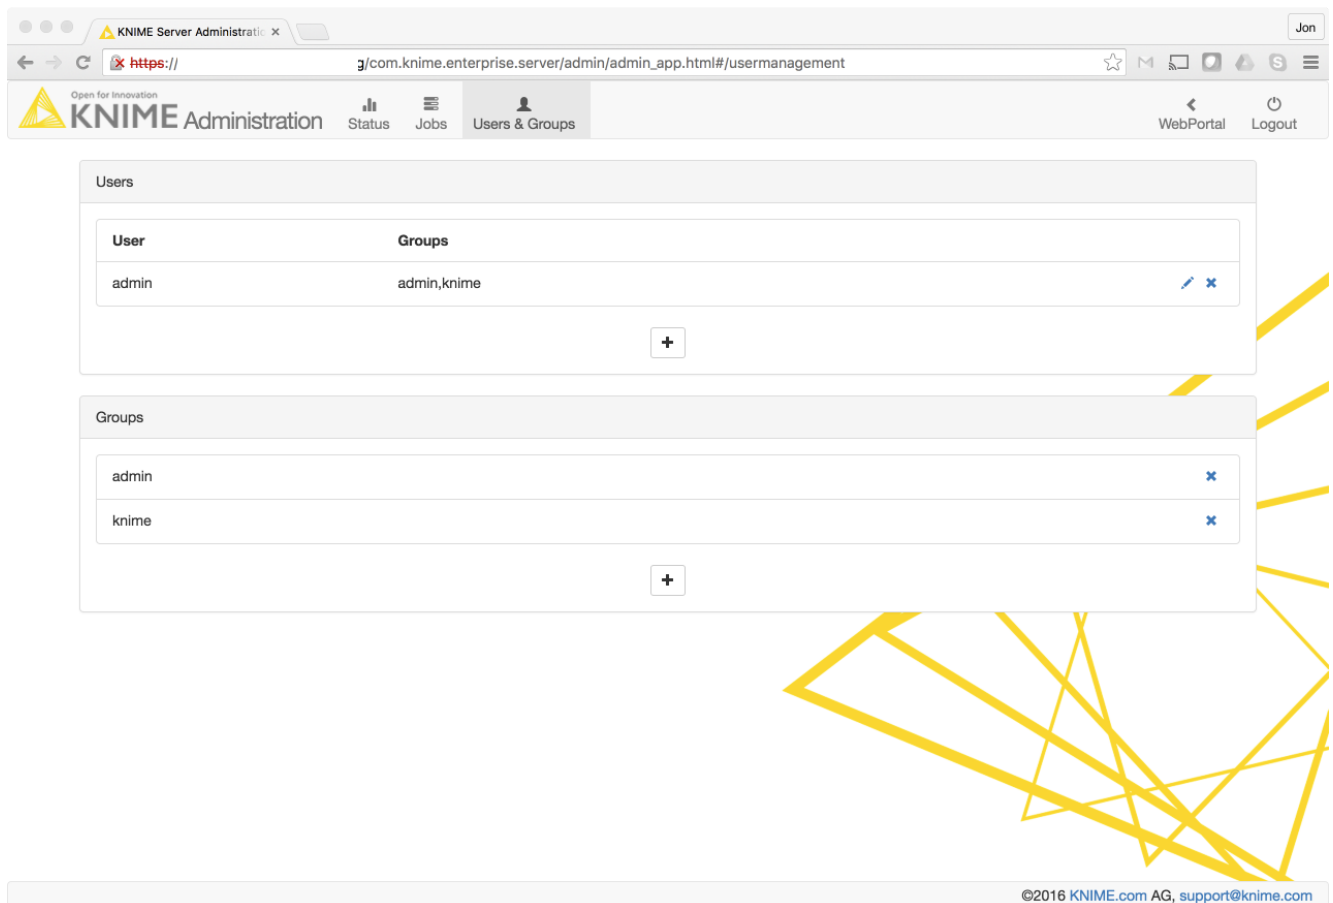 KNIME Server Administratic
Jon
https://
g/com.knime.enterprise.server/admin/admin_app.html#/usermanagement
Open for Innovation
KNIME Administration
Status
Jobs
Users & Groups
WebPortal
Logout
Users
User Groups
admin admin,knime
Groups
admin
knime
©2016 KNIME.com AG, support@knime.com